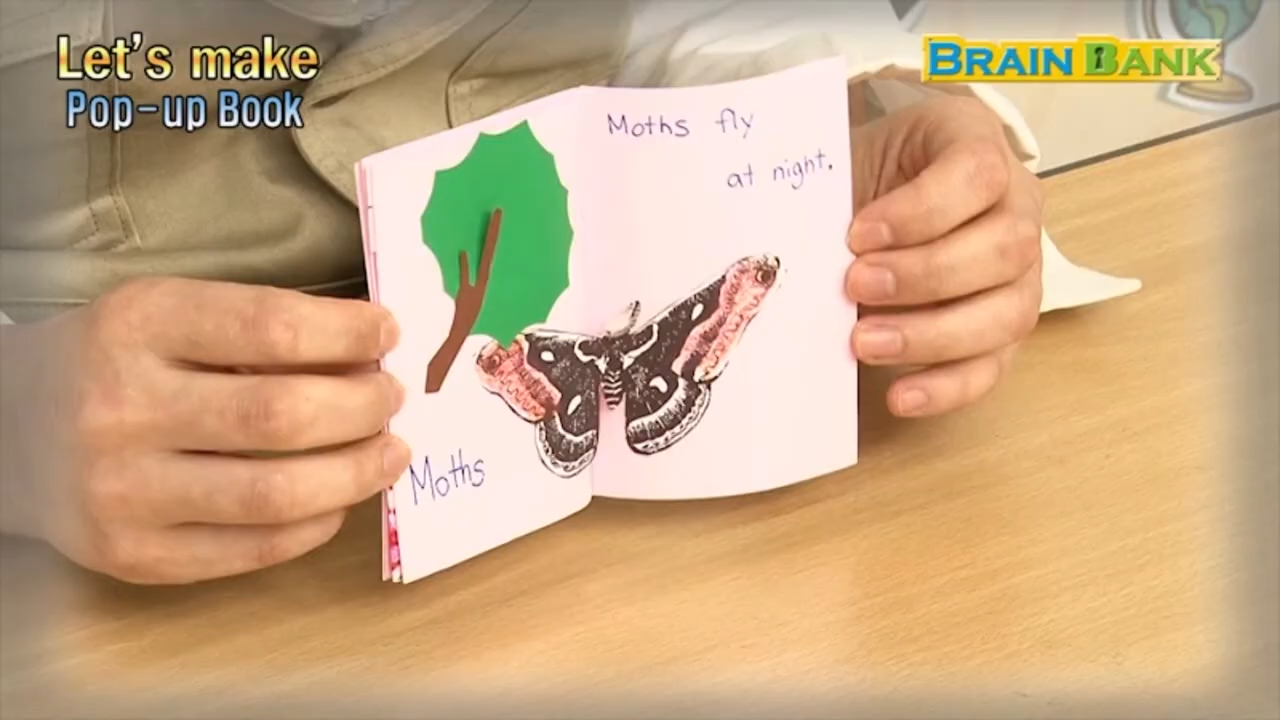 Let's make
Pop-up Book
BRAIN BANK
Moths fly
at night.
Moths